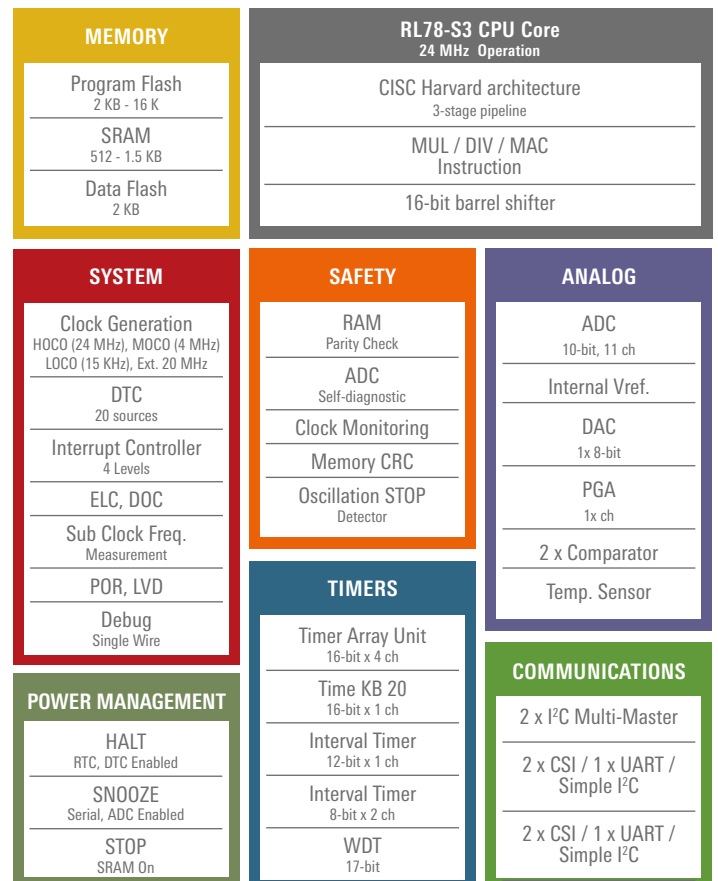 MEMORY
Program Flash
2 KB - 16 K
SRAM
512 - 1.5 KB
Data Flash
2 KB
RL78-S3 CPU Core
24 MHz Operation
CISC Harvard architecture
3-stage pipeline
MUL / DIV / MAC
Instruction
16-bit barrel shifter
SYSTEM
Clock Generation
HOCO (24 MHz), MOCO (4 MHz)
LOCO (15 KHz), Ext. 20 MHz
DTC
20 sources
Interrupt Controller
4 Levels
ELC, DOC
Sub Clock Freq.
Measurement
POR, LVD
Debug
Single Wire
SAFETY
RAM
Parity Check
ADC
Self-diagnostic
Clock Monitoring
Memory CRC
Oscillation STOP
Detector
ANALOG
ADC
10-bit, 11 ch
Internal Vref.
DAC
1x 8-bit
PGA
1x ch
2 x Comparator
Temp. Sensor
POWER MANAGEMENT
HALT
RTC, DTC Enabled
SNOOZE
Serial, ADC Enabled
STOP
SRAM On
TIMERS
Timer Array Unit
16-bit x 4 ch
Time KB 20
16-bit x 1 ch
Interval Timer
12-bit x 1 ch
Interval Timer
8-bit x 2 ch
WDT
17-bit
COMMUNICATIONS
2 x I²C Multi-Master
2 x CSI / 1 x UART /
Simple I²C
2 x CSI / 1 x UART /
Simple I²C